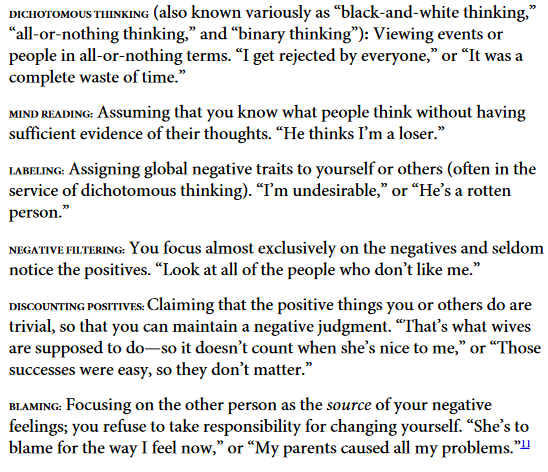 DICHOTOMOUS THINKING (also known variously as “black-and-white thinking,”
“all-or-nothing thinking,” and “binary thinking”): Viewing events or
people in all-or-nothing terms. “I get rejected by everyone,” or “It was a
complete waste of time.”
MIND READING: Assuming that you know what people think without having
sufficient evidence of their thoughts. “He thinks I’m a loser.”
LABELING: Assigning global negative traits to yourself or others (often in the
service of dichotomous thinking). “I’m undesirable,” or “He’s a rotten
person.”
NEGATIVE FILTERING: You focus almost exclusively on the negatives and seldom
notice the positives. “Look at all of the people who don’t like me.”
DISCOUNTING POSITIVES: Claiming that the positive things you or others do are
trivial, so that you can maintain a negative judgment. “That’s what wives
are supposed to do—so it doesn’t count when she’s nice to me,” or “Those
successes were easy, so they don’t matter.”
BLAMING: Focusing on the other person as the source of your negative
feelings; you refuse to take responsibility for changing yourself. “She’s to
blame for the way I feel now,” or “My parents caused all my problems.”11